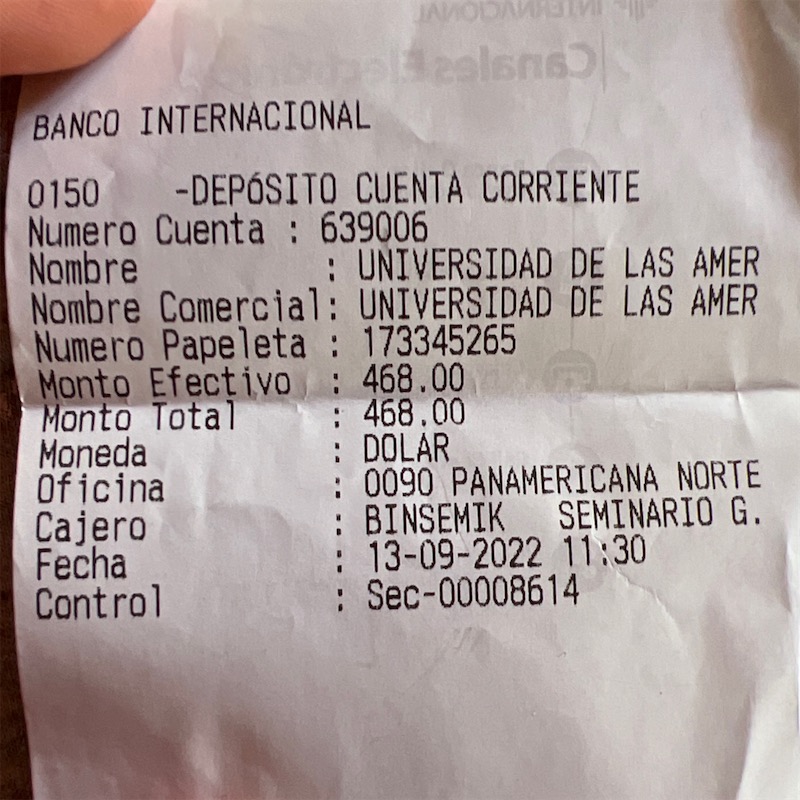 BANCO INTERNACIONAL
0150 -DEPÓSITO CUENTA CORRIENTE
Numero Cuenta : 639006
Nombre : UNIVERSIDAD DE LAS AMER
Nombre Comercial: UNIVERSIDAD DE LAS AMER
Numero Papeleta : 173345265
Monto Efectivo : 468.00
Monto Total : 468.00
Moneda : DOLAR
Oficina : 0090 PANAMERICANA NORTE
Cajero : BINSEMIK SEMINARIO G.
Fecha : 13-09-2022 11:30
Control : Sec-00008614